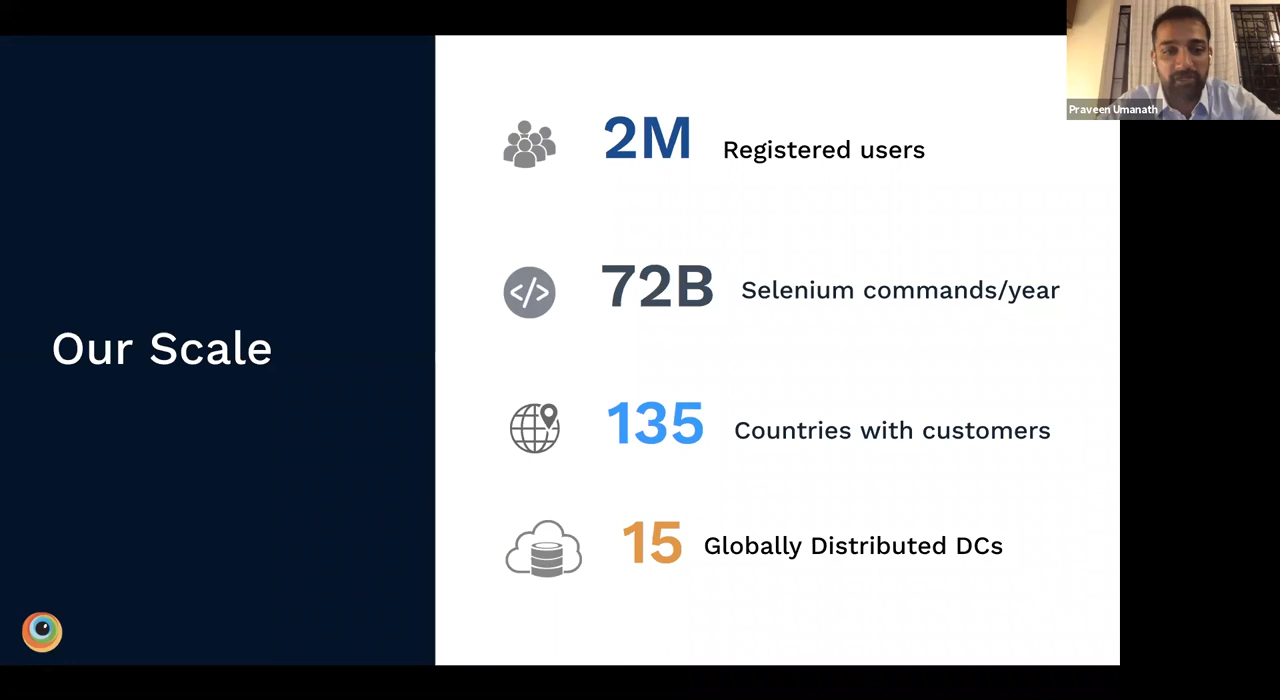 Praveen Umanath
2M Registered users
72B Selenium commands/year
Our Scale
135 Countries with customers
15 Globally Distributed DCs